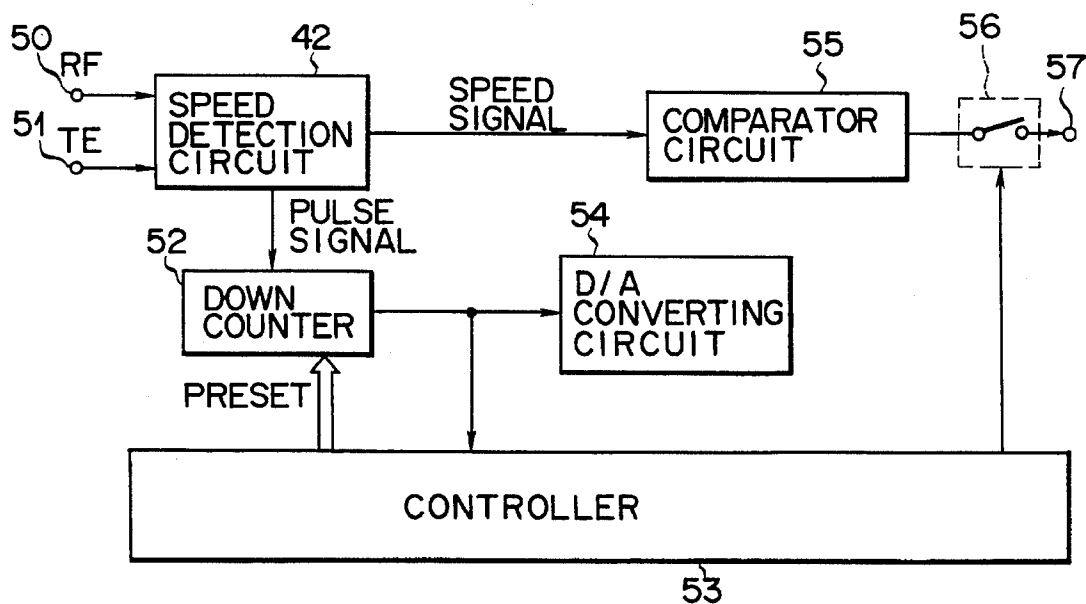 50
RF
51
TE
42
SPEED
DETECTION
CIRCUIT
SPEED
SIGNAL
55
COMPARATOR
CIRCUIT
56
57
PULSE
SIGNAL
52
DOWN
COUNTER
54
D/A
CONVERTING
CIRCUIT
PRESET
CONTROLLER
53